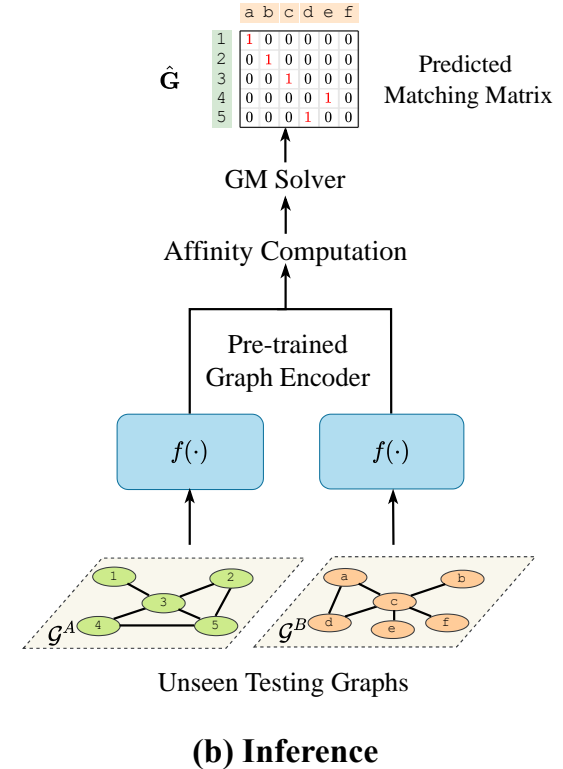 a b c d e f
1 1 0 0 0 0 0
2 0 1 0 0 0 0
3 0 0 1 0 0 0
4 0 0 0 0 1 0
5 0 0 0 1 0 0
Ĝ
Predicted
Matching Matrix
GM Solver
Affinity Computation
Pre-trained
Graph Encoder
f(·)
f(·)
1
2
3
4
5
𝒢^A
a
b
c
d
e
f
𝒢^B
Unseen Testing Graphs
(b) Inference